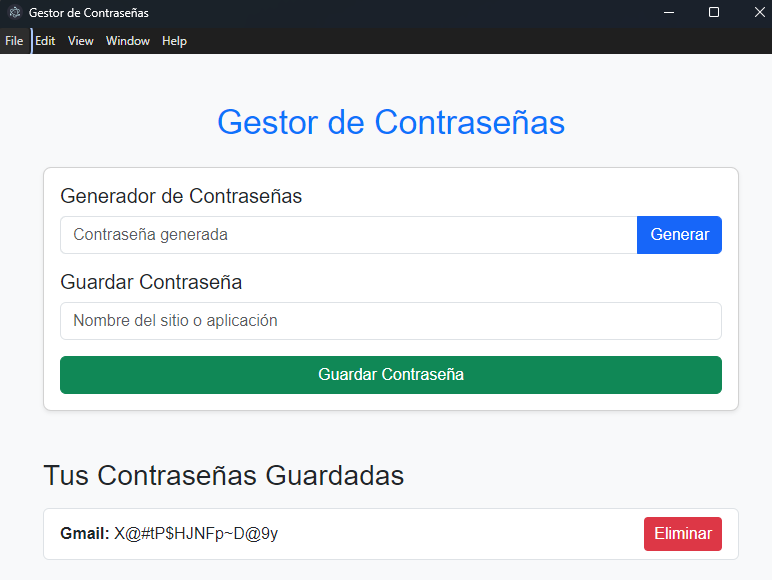 Gestor de Contraseñas
File Edit View Window Help
Gestor de Contraseñas
Generador de Contraseñas
Contraseña generada Generar
Guardar Contraseña
Nombre del sitio o aplicación
Guardar Contraseña
Tus Contraseñas Guardadas
Gmail: X@#tP$HJNFp~D@9y Eliminar